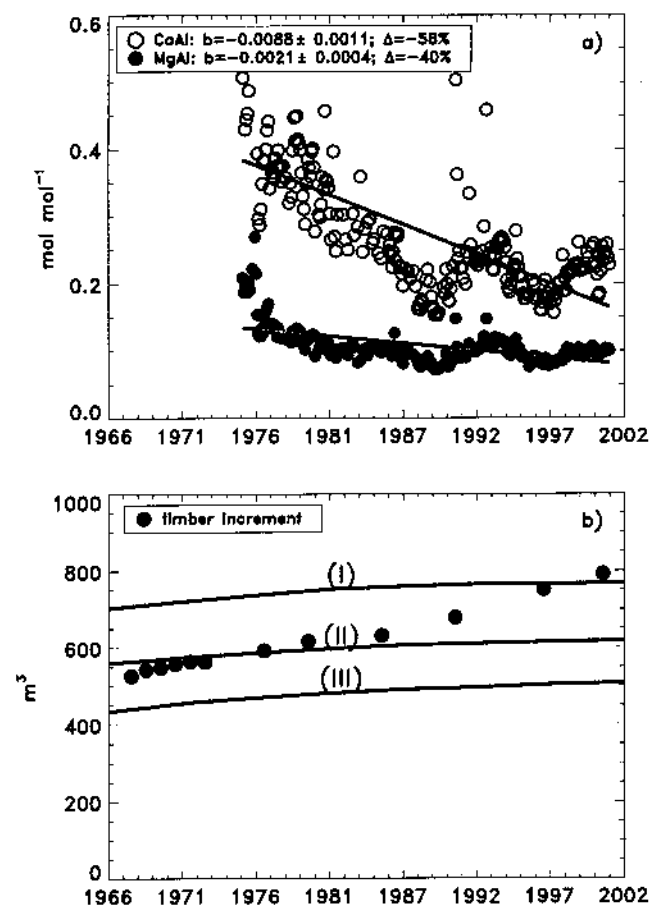 0.6
CaAl: b=−0.0088± 0.0011; Δ=−58%
a)
MgAl: b=−0.0021± 0.0004; Δ=−40%
0.4
mol mol⁻¹
0.2
0.0
1966 1971 1976 1981 1987 1992 1997 2002
1000
timber increment
b)
800
(I)
600
(II)
m³
(III)
400
200
0
1966 1971 1976 1981 1987 1992 1997 2002